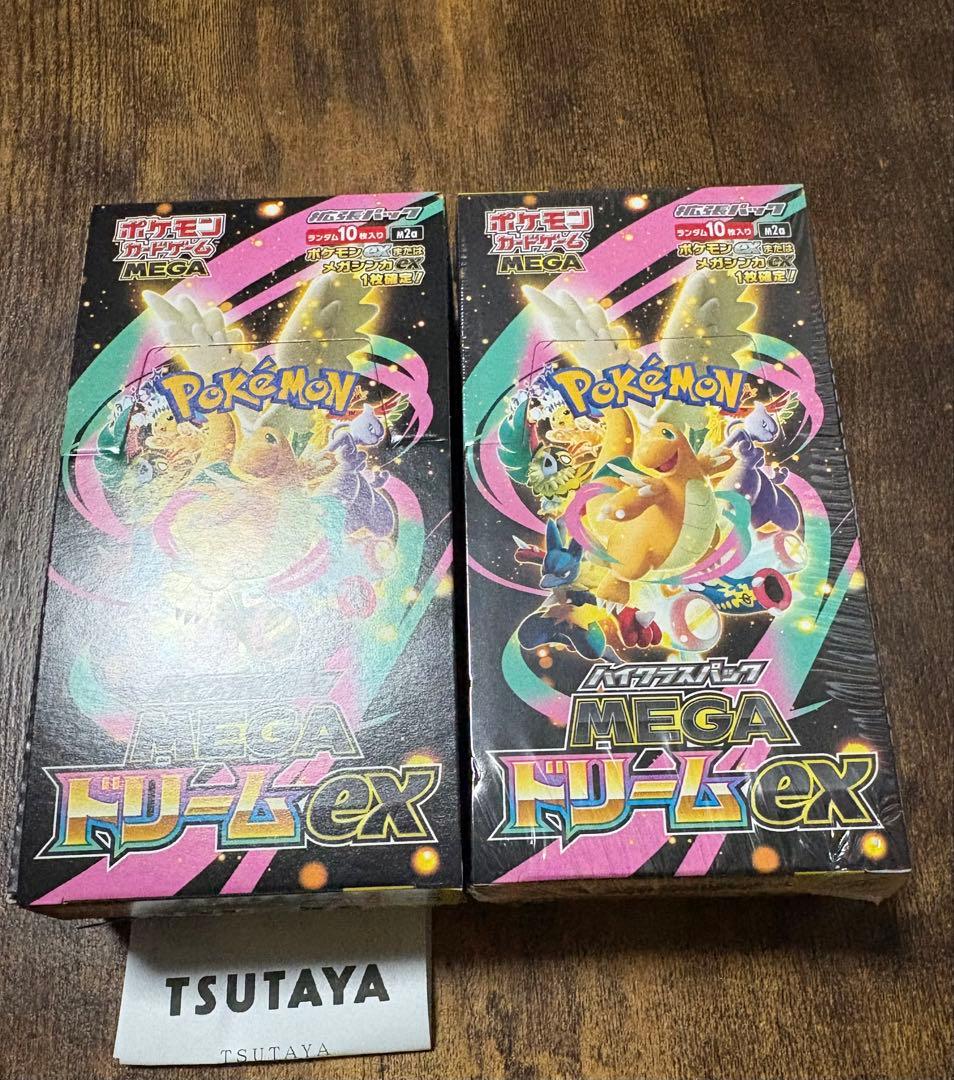 拡張パック
ポケモン
カードゲーム
MEGA
ランダム10枚入り M2a
ポケモンexまたは
メガシンカex
1枚確定!!
POKéMON
MEGA
ドリームex
拡張パック
ポケモン
カードゲーム
MEGA
ランダム10枚入り M2a
ポケモンexまたは
メガシンカex
1枚確定!!
POKéMON
ハイクラスパック
MEGA
ドリームex
TSUTAYA
TSUTAYA